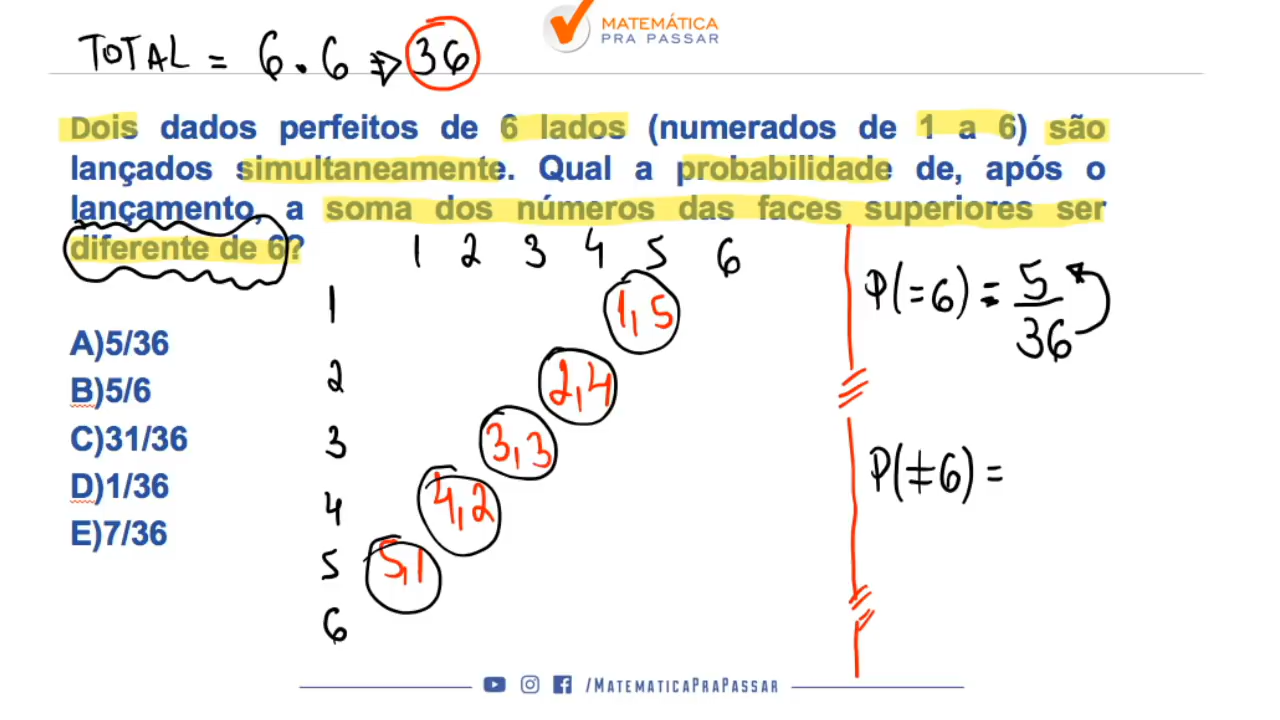 MATEMÁTICA
PRA PASSAR
TOTAL = 6 . 6 => 36
Dois dados perfeitos de 6 lados (numerados de 1 a 6) são
lançados simultaneamente. Qual a probabilidade de, após o
lançamento, a soma dos números das faces superiores ser
diferente de 6?
1 2 3 4 5 6
1 1,5
2 2,4
3 3,3
4 4,2
5 5,1
6
A)5/36
B)5/6
C)31/36
D)1/36
E)7/36
P(=6) = 5/36
P(≠6) =
/MATEMATICAPRAPASSAR